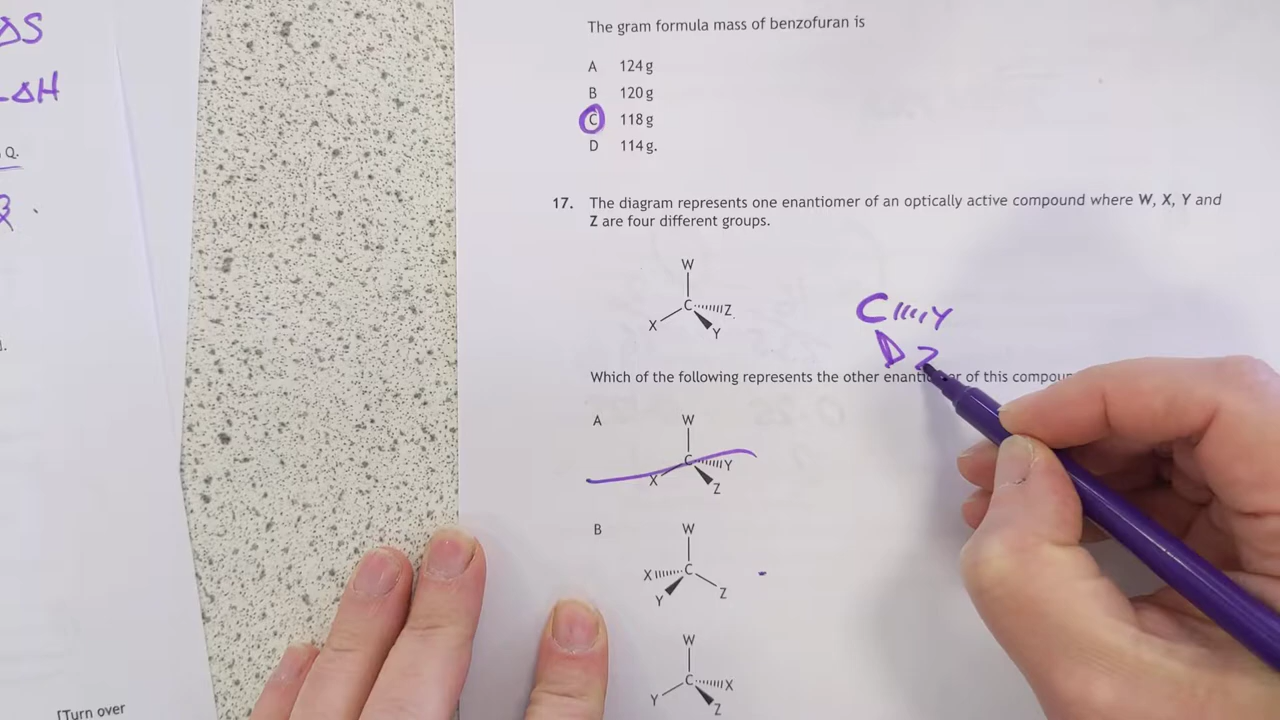 ΔS
-ΔH
Q.
The gram formula mass of benzofuran is
A 124 g
B 120 g
C 118 g
D 114 g.
17. The diagram represents one enantiomer of an optically active compound where W, X, Y and
Z are four different groups.
W
C Z
X
Y
C Y
Z
Which of the following represents the other of this
A
W
C Y
X
Z
B
W
X C
Y
Z
W
C X
Y
Z
[Turn over